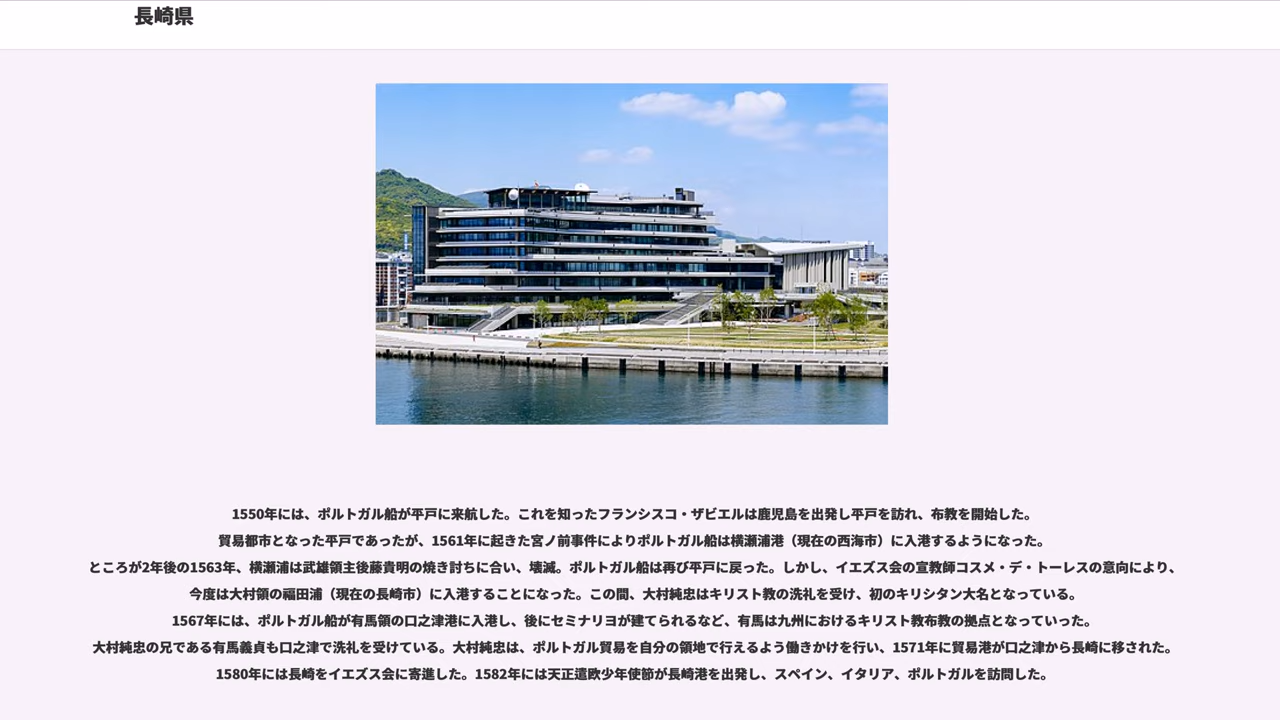 長崎県
1550年には、ポルトガル船が平戸に来航した。これを知ったフランシスコ・ザビエルは鹿児島を出発し平戸を訪れ、布教を開始した。
貿易都市となった平戸であったが、1561年に起きた宮ノ前事件によりポルトガル船は横瀬浦港（現在の西海市）に入港するようになった。
ところが2年後の1563年、横瀬浦は武雄領主後藤貴明の焼き討ちに合い、壊滅。ポルトガル船は再び平戸に戻った。しかし、イエズス会の宣教師コスメ・デ・トーレスの意向により、
今度は大村領の福田浦（現在の長崎市）に入港することになった。この間、大村純忠はキリスト教の洗礼を受け、初のキリシタン大名となっている。
1567年には、ポルトガル船が有馬領の口之津港に入港し、後にセミナリヨが建てられるなど、有馬は九州におけるキリスト教布教の拠点となっていった。
大村純忠の兄である有馬義貞も口之津で洗礼を受けている。大村純忠は、ポルトガル貿易を自分の領地で行えるよう働きかけを行い、1571年に貿易港が口之津から長崎に移された。
1580年には長崎をイエズス会に寄進した。1582年には天正遣欧少年使節が長崎港を出発し、スペイン、イタリア、ポルトガルを訪問した。